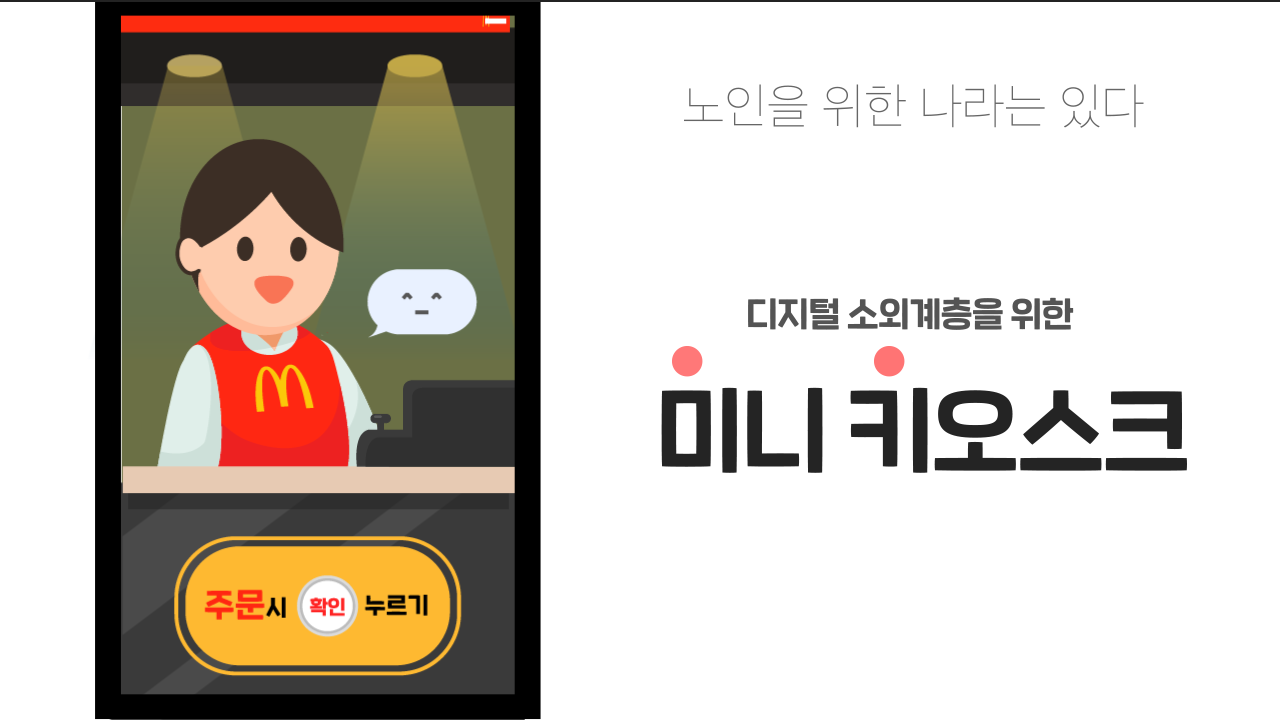 노인을 위한 나라는 있다
디지털 소외계층을 위한
미니 키오스크
주문시 확인 누르기